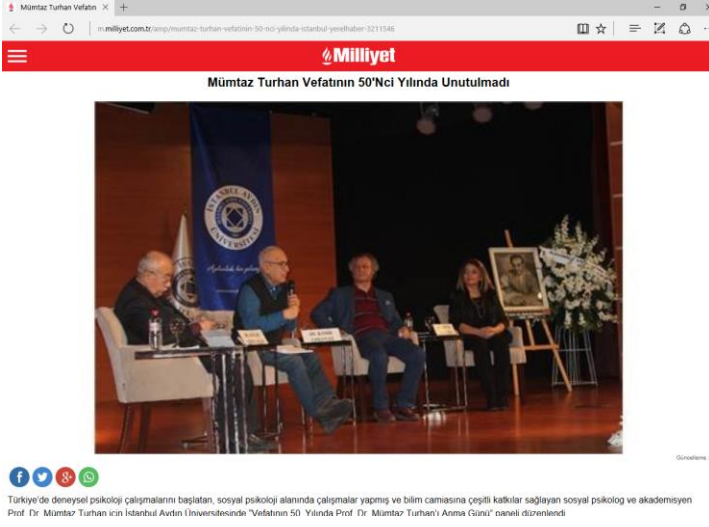 Mümtaz Turhan Vefatın
m.milliyet.com.tr/amp/mumtaz-turhan-vefatinin-50-nci-yilinda-istanbul-yerelhaber-3211546
Milliyet
Mümtaz Turhan Vefatının 50'Nci Yılında Unutulmadı
İSTANBUL AYDIN ÜNİVERSİTESİ
Güncelleme
Türkiye'de deneysel psikoloji çalışmalarını başlatan, sosyal psikoloji alanında çalışmalar yapmış ve bilim camiasına çeşitli katkılar sağlayan sosyal psikolog ve akademisyen
Prof. Dr. Mümtaz Turhan için İstanbul Aydın Üniversitesinde "Vefatının 50. Yılında Prof. Dr. Mümtaz Turhan'ı Anma Günü" paneli düzenlendi.